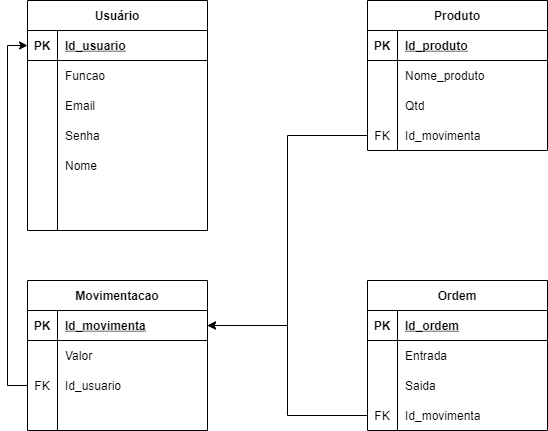 Usuário
PK Id_usuario
Funcao
Email
Senha
Nome
Produto
PK Id_produto
Nome_produto
Qtd
FK Id_movimenta
Movimentacao
PK Id_movimenta
Valor
FK Id_usuario
Ordem
PK Id_ordem
Entrada
Saida
FK Id_movimenta